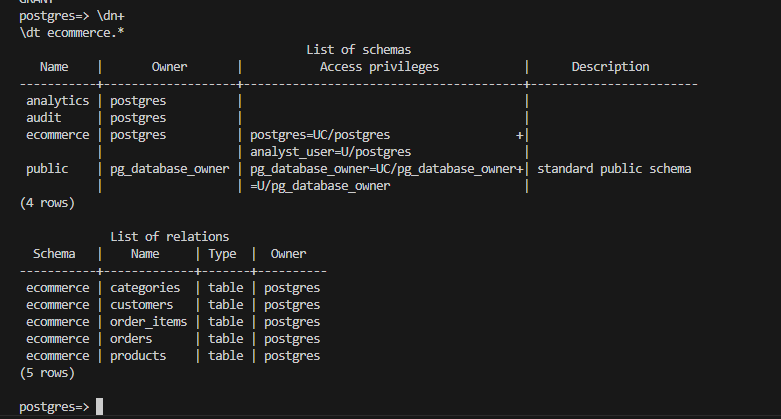 GRANT
postgres=> \dn+
\dt ecommerce.*
                                        List of schemas
   Name    |       Owner       |           Access privileges            |      Description
-----------+-------------------+----------------------------------------+------------------------
 analytics | postgres          |                                        |
 audit     | postgres          |                                        |
 ecommerce | postgres          | postgres=UC/postgres                  +|
           |                   | analyst_user=U/postgres                |
 public    | pg_database_owner | pg_database_owner=UC/pg_database_owner+| standard public schema
           |                   | =U/pg_database_owner                   |
(4 rows)

             List of relations
  Schema   |    Name     | Type  |  Owner
-----------+-------------+-------+----------
 ecommerce | categories  | table | postgres
 ecommerce | customers   | table | postgres
 ecommerce | order_items | table | postgres
 ecommerce | orders      | table | postgres
 ecommerce | products    | table | postgres
(5 rows)

postgres=>